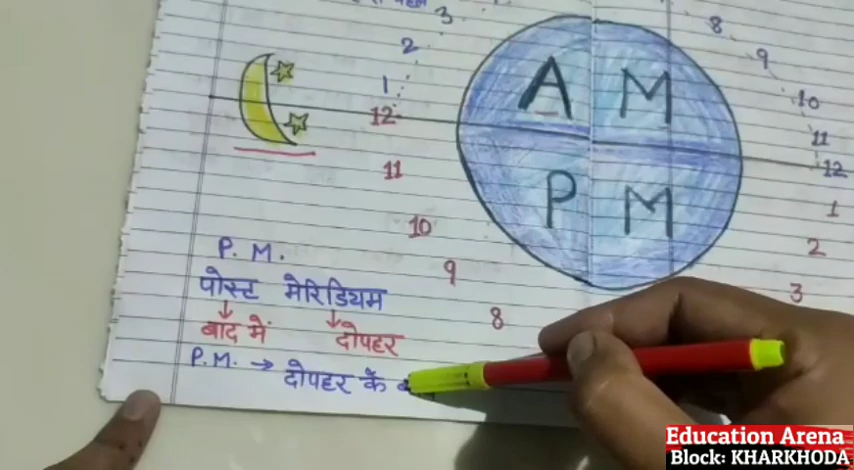 3
2
1
12
11
10
9
8
8
9
10
11
12
1
2
3
A M
P M
P. M.
पोस्ट मेरिडियम
↓ ↓
बाद में दोपहर
P.M. → दोपहर के
Education Arena
Block: KHARKHODA